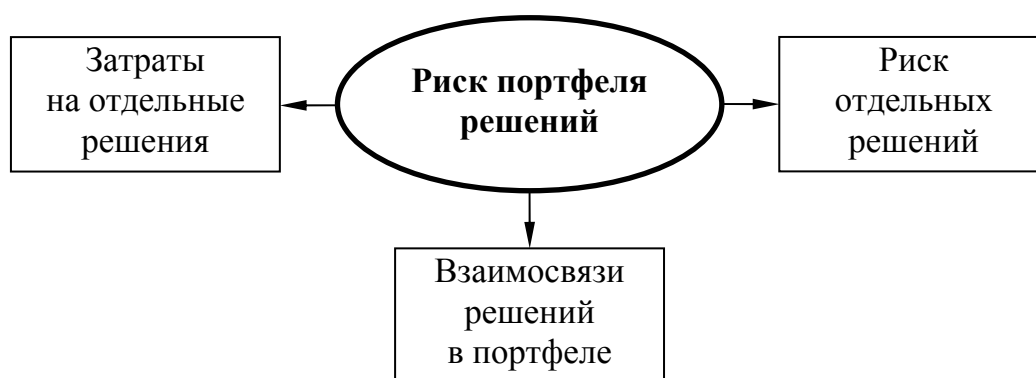 Затраты
на отдельные
решения
Риск портфеля
решений
Риск
отдельных
решений
Взаимосвязи
решений
в портфеле